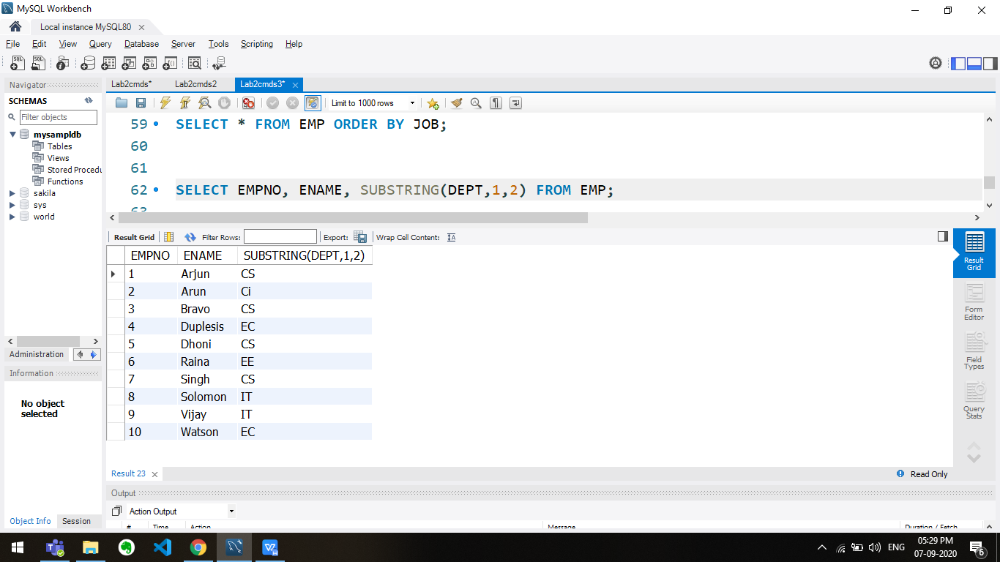 MySQL Workbench
Local instance MySQL80
File Edit View Query Database Server Tools Scripting Help
Navigator
SCHEMAS
Filter objects
mysampldb
Tables
Views
Stored Procedu
Functions
sakila
sys
world
Administration
Information
No object
selected
Object Info Session
Lab2cmds* Lab2cmds2 Lab2cmds3*
Limit to 1000 rows
59 SELECT * FROM EMP ORDER BY JOB;
60
61
62 SELECT EMPNO, ENAME, SUBSTRING(DEPT,1,2) FROM EMP;
63
Result Grid Filter Rows: Export: Wrap Cell Content:
EMPNO ENAME SUBSTRING(DEPT,1,2)
1 Arjun CS
2 Arun Ci
3 Bravo CS
4 Duplesis EC
5 Dhoni CS
6 Raina EE
7 Singh CS
8 Solomon IT
9 Vijay IT
10 Watson EC
Result
Grid
Form
Editor
Field
Types
Query
Stats
Result 23 Read Only
Output
Action Output
# Time Action Message Duration / Fetch
ENG 05:29 PM
07-09-2020
6